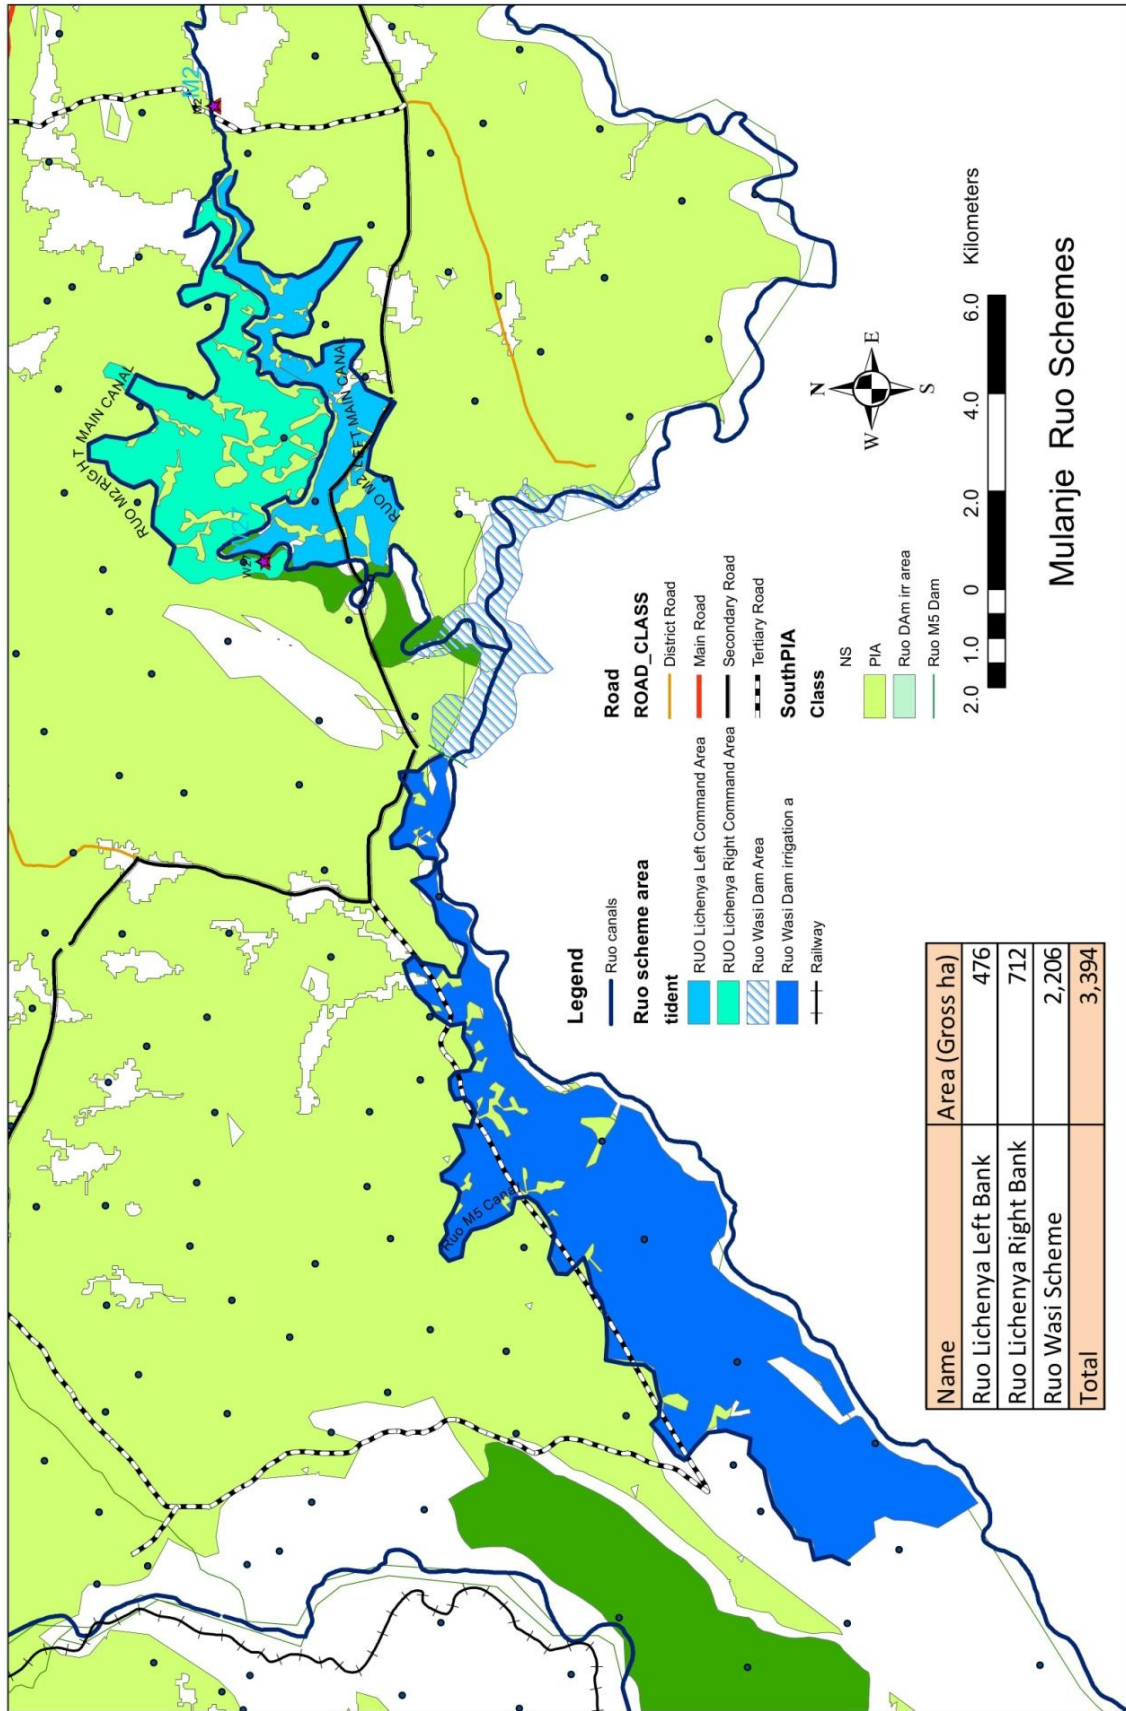 M2
M2
RUO M2 RIGHT MAIN CANAL
RUO M2 LEFT MAIN CANAL
W27
Ruo M5 Canal
Legend
Ruo canals
Ruo scheme area
tident
RUO Lichenya Left Command Area
RUO Lichenya Right Command Area
Ruo Wasi Dam Area
Ruo Wasi Dam irrigation a
Railway
Road
ROAD_CLASS
District Road
Main Road
Secondary Road
Tertiary Road
SouthPIA
Class
NS
PIA
Ruo DAm irr area
Ruo M5 Dam
N
W E
S
2.0 1.0 0 2.0 4.0 6.0
Kilometers
Mulanje Ruo Schemes
Name Area (Gross ha)
Ruo Lichenya Left Bank 476
Ruo Lichenya Right Bank 712
Ruo Wasi Scheme 2,206
Total 3,394